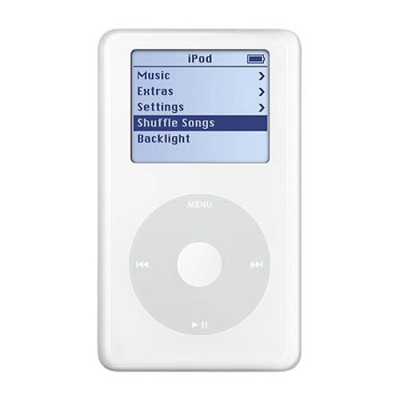 iPod
Music
Extras
Settings
Shuffle Songs
Backlight
MENU